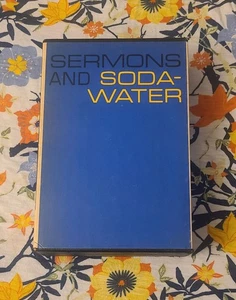 SERMONS
AND SODA-
WATER